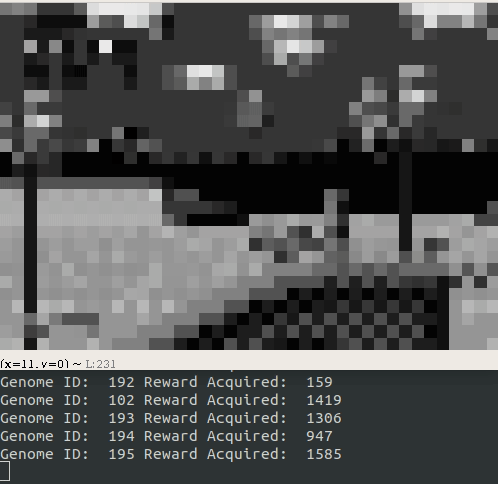 (x=11, y=0) ~ L:231
Genome ID:  192 Reward Acquired:  159
Genome ID:  102 Reward Acquired:  1419
Genome ID:  193 Reward Acquired:  1306
Genome ID:  194 Reward Acquired:  947
Genome ID:  195 Reward Acquired:  1585